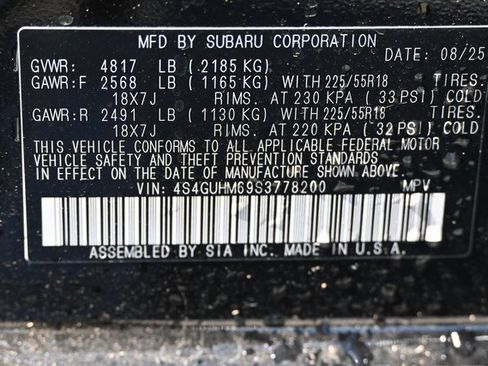 MFD BY SUBARU CORPORATION
DATE: 08/25
GVWR: 4817 LB (2185 KG)
GAWR:F 2568 LB (1165 KG) WITH 225/55R18 TIRES.
18X7J RIMS. AT 230 KPA (33 PSI) COLD
GAWR:R 2491 LB (1130 KG) WITH 225/55R18 TIRES.
18X7J RIMS. AT 220 KPA (32 PSI) COLD
THIS VEHICLE CONFORMS TO ALL APPLICABLE FEDERAL MOTOR
VEHICLE SAFETY AND THEFT PREVENTION STANDARDS
IN EFFECT ON THE DATE OF MANUFACTURE SHOWN ABOVE.
VIN: 4S4GUHM69S3778200 MPV
ASSEMBLED BY SIA INC. MADE IN U.S.A.